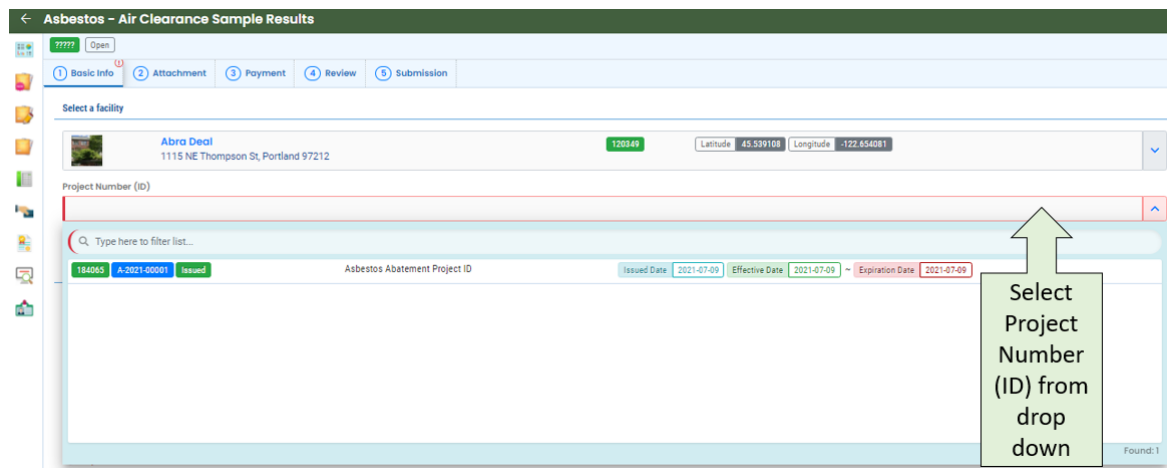 ← Asbestos - Air Clearance Sample Results
????? Open
1 Basic Info (!) 2 Attachment 3 Payment 4 Review 5 Submission
Select a facility
Abra Deal 120349 Latitude 45.539108 Longitude -122.654081
1115 NE Thompson St, Portland 97212
Project Number (ID)
Type here to filter list...
184065 A-2021-00001 Issued Asbestos Abatement Project ID Issued Date 2021-07-09 Effective Date 2021-07-09 ~ Expiration Date 2021-07-09
Select
Project
Number
(ID) from
drop
down
Found: 1